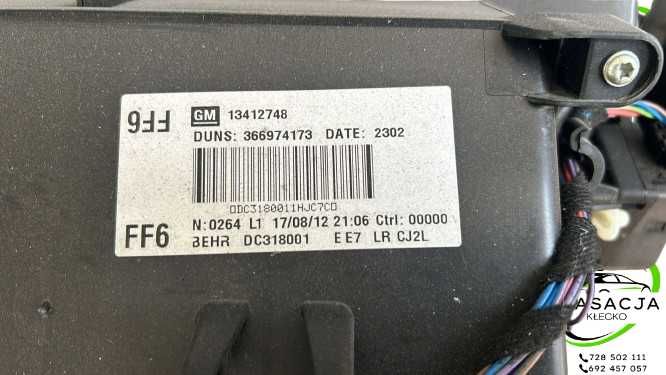 FF6
GM 13412748
DUNS: 366974173 DATE: 2302
▯DC3180011HJC7C▯
FF6
N:0264 L1 17/08/12 21:06 Ctrl: 00000
BEHR DC318001 E E7 LR CJ2L
ASACJA
KŁECKO
728 502 111
692 457 057